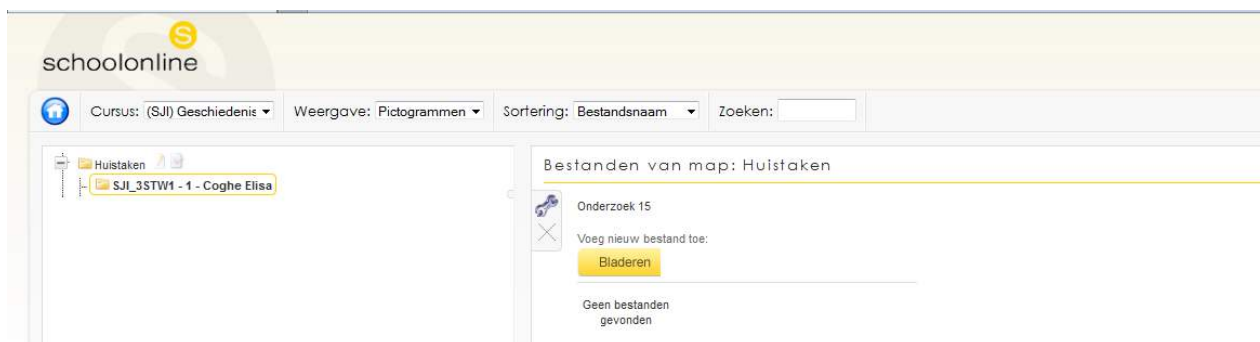 S
schoolonline
Cursus: (SJI) Geschiedenis Weergave: Pictogrammen Sortering: Bestandsnaam Zoeken:
Huistaken
SJI_3STW1 - 1 - Coghe Elisa
Bestanden van map: Huistaken
Onderzoek 15
Voeg nieuw bestand toe:
Bladeren
Geen bestanden
gevonden